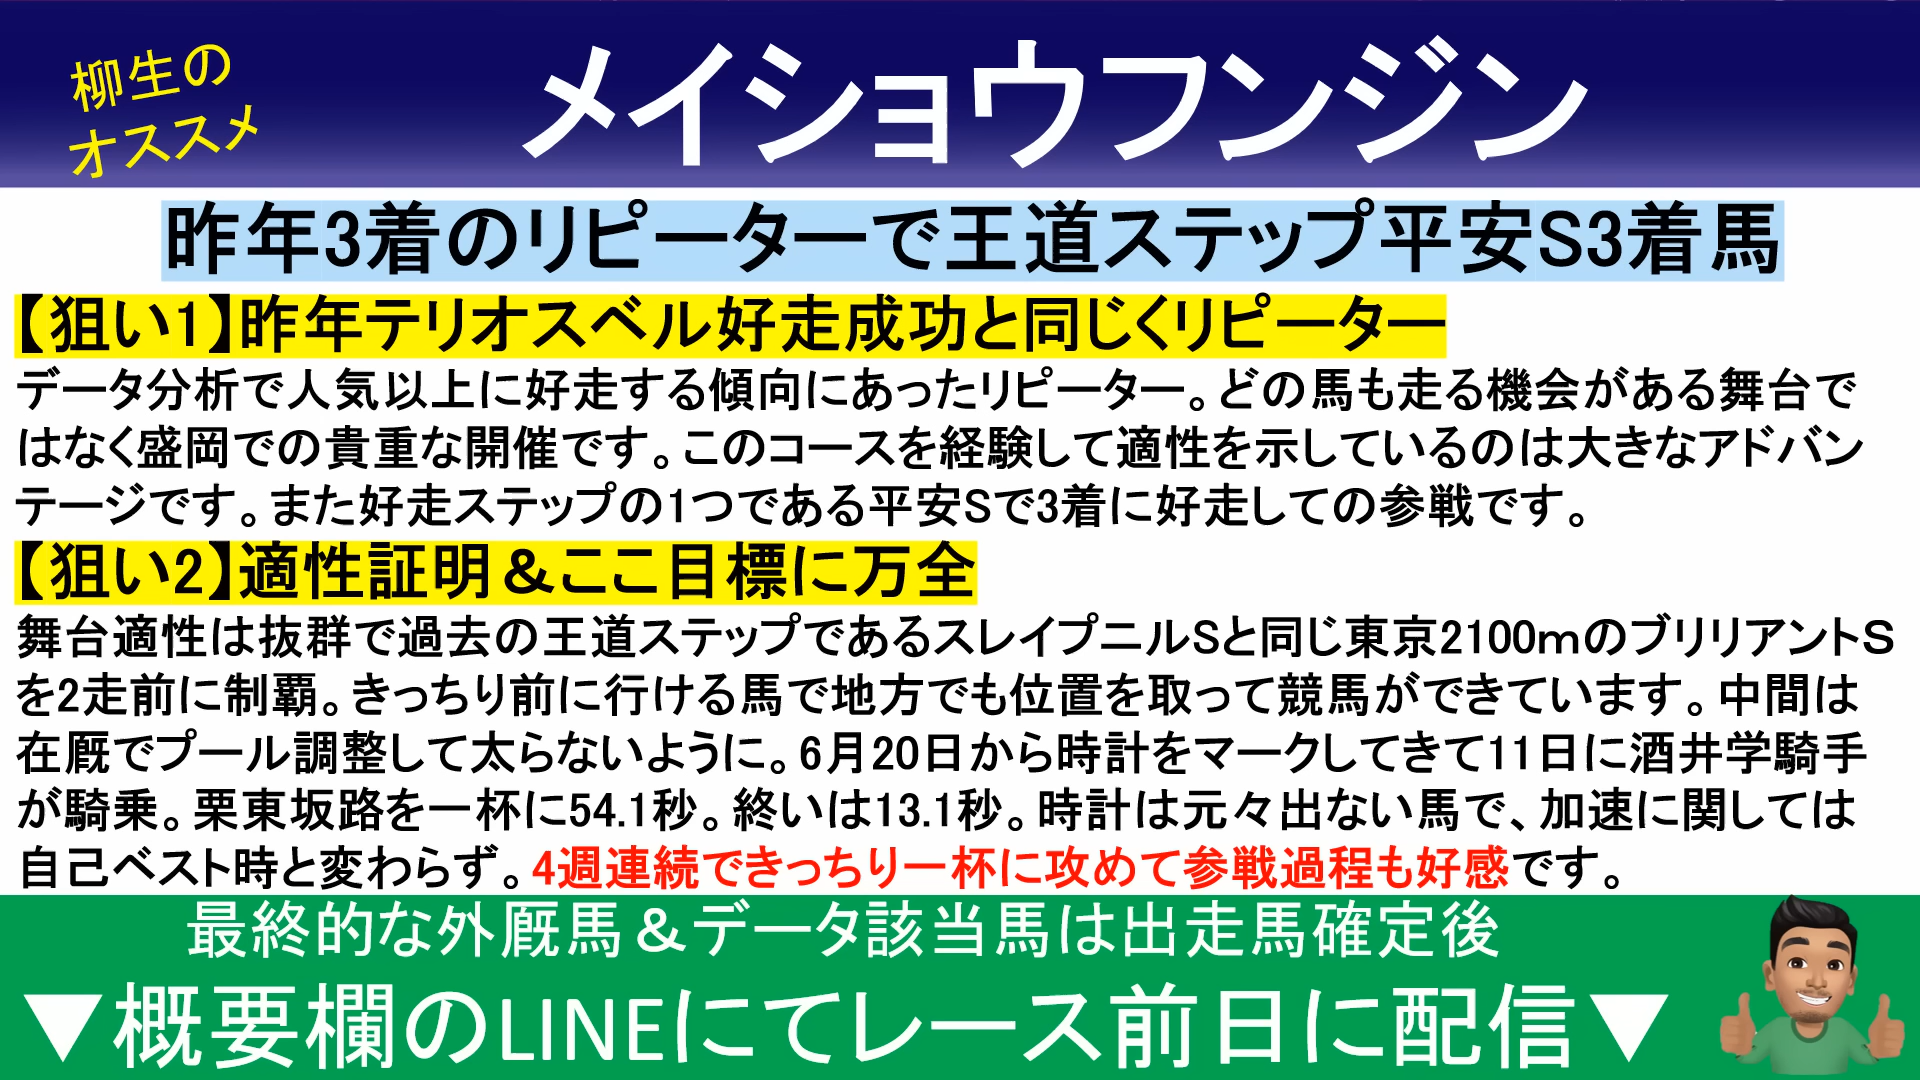 柳生の
オススメ
メイショウフンジン
昨年3着のリピーターで王道ステップ平安S3着馬
【狙い1】昨年テリオスベル好走成功と同じくリピーター
データ分析で人気以上に好走する傾向にあったリピーター。どの馬も走る機会がある舞台で
はなく盛岡での貴重な開催です。このコースを経験して適性を示しているのは大きなアドバン
テージです。また好走ステップの1つである平安Sで3着に好走しての参戦です。
【狙い2】適性証明＆ここ目標に万全
舞台適性は抜群で過去の王道ステップであるスレイプニルSと同じ東京2100mのブリリアントS
を2走前に制覇。きっちり前に行ける馬で地方でも位置を取って競馬ができています。中間は
在厩でプール調整して太らないように。6月20日から時計をマークしてきて11日に酒井学騎手
が騎乗。栗東坂路を一杯に54.1秒。終いは13.1秒。時計は元々出ない馬で、加速に関しては
自己ベスト時と変わらず。4週連続できっちり一杯に攻めて参戦過程も好感です。
最終的な外厩馬＆データ該当馬は出走馬確定後
▼概要欄のLINEにてレース前日に配信▼